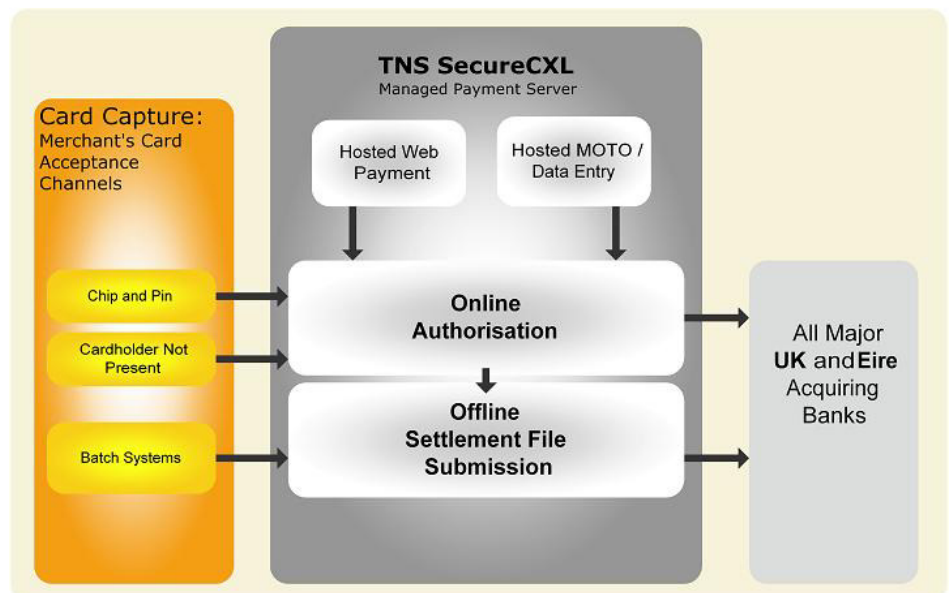 TNS SecureCXL
Managed Payment Server
Card Capture:
Merchant's Card
Acceptance
Channels
Hosted Web
Payment
Hosted MOTO /
Data Entry
Chip and Pin
Cardholder Not
Present
Batch Systems
Online
Authorisation
Offline
Settlement File
Submission
All Major
UK and Eire
Acquiring
Banks